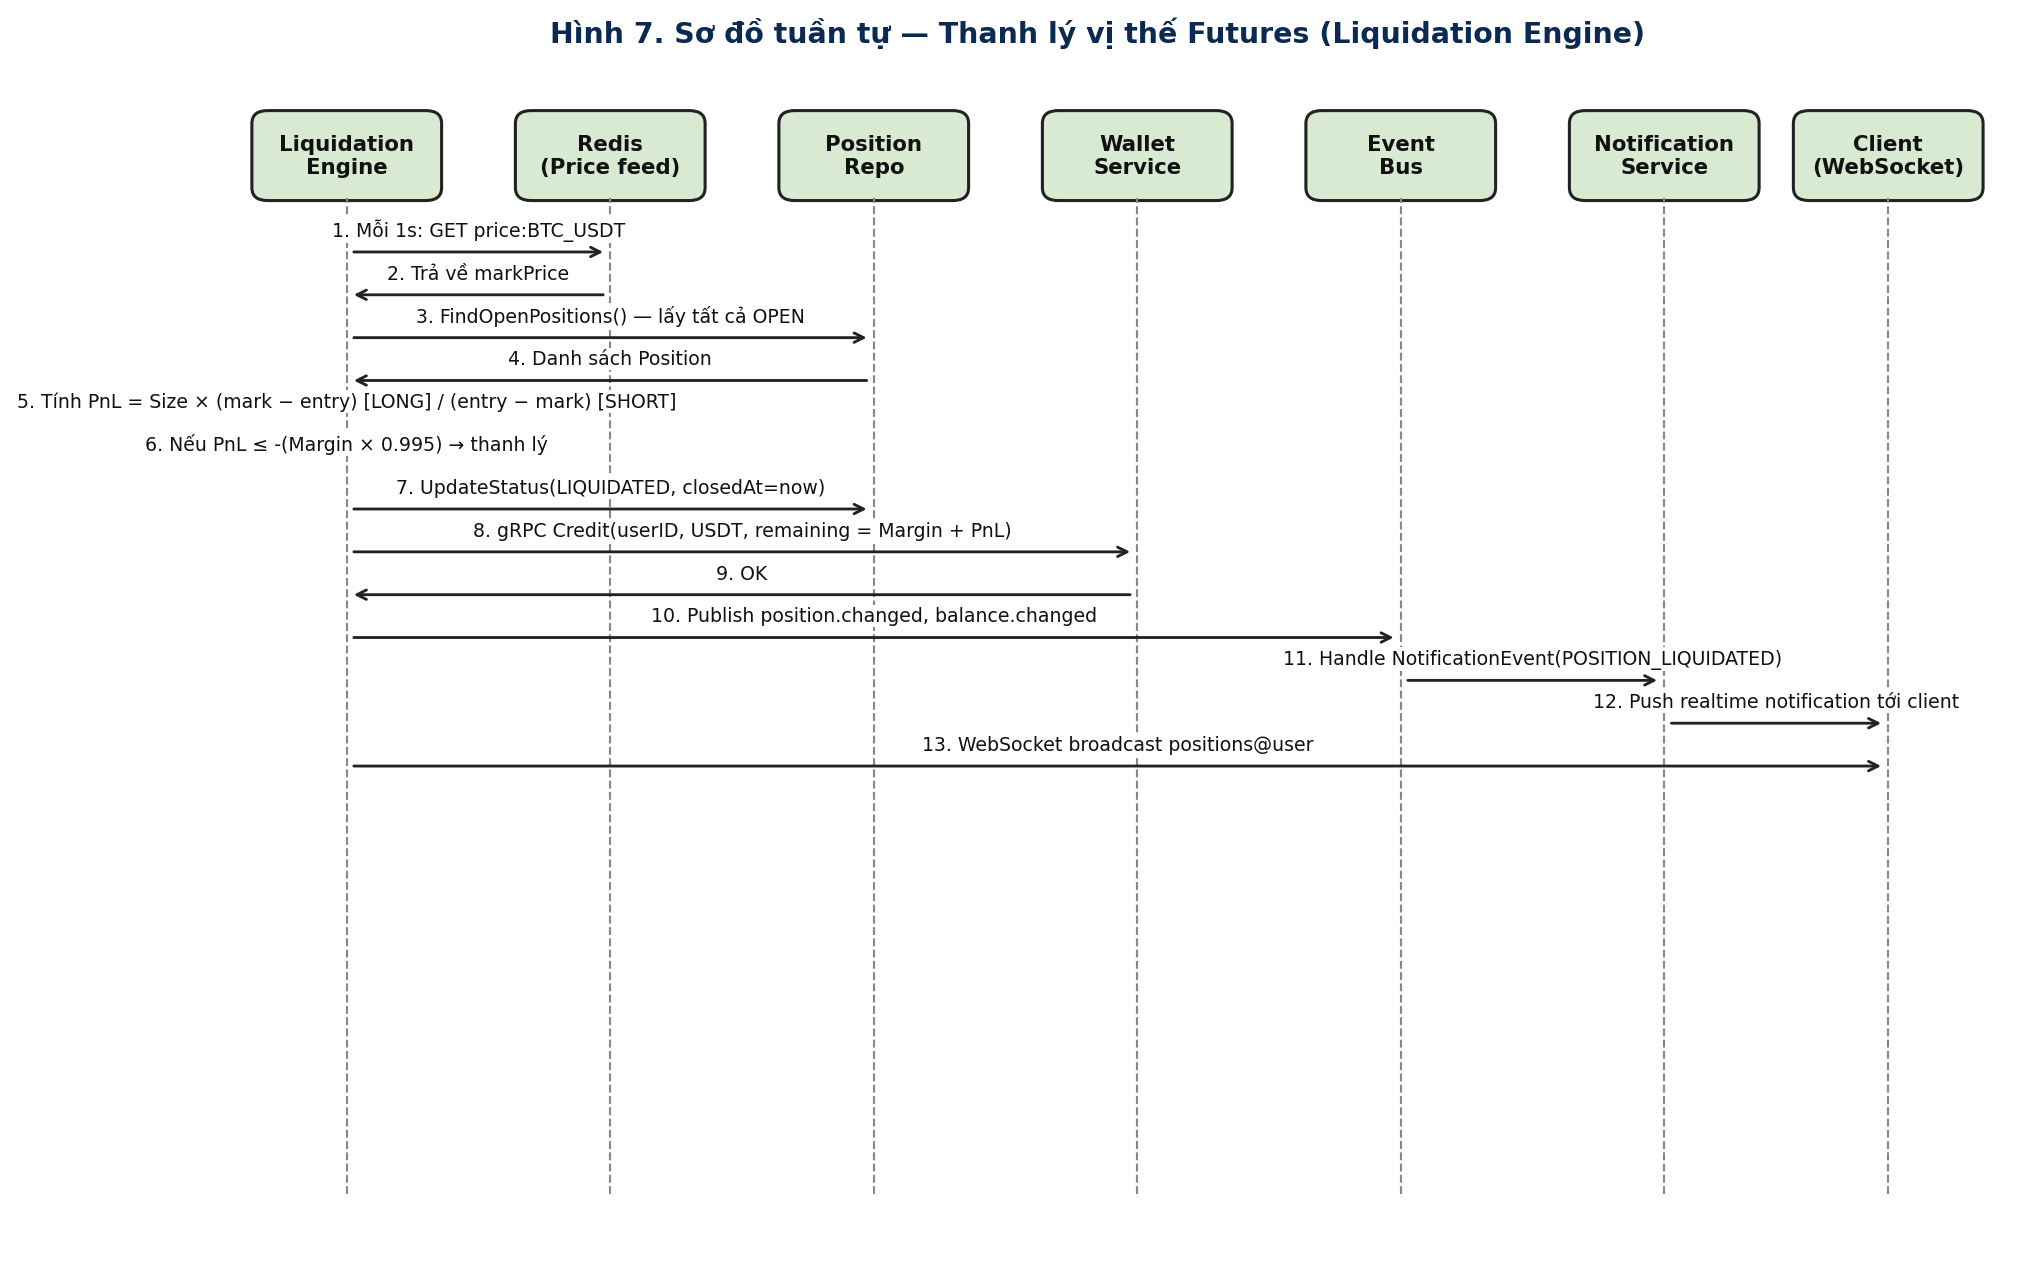 Hình 7. Sơ đồ tuần tự — Thanh lý vị thế Futures (Liquidation Engine)
Liquidation
Engine
Redis
(Price feed)
Position
Repo
Wallet
Service
Event
Bus
Notification
Service
Client
(WebSocket)
1. Mỗi 1s: GET price:BTC_USDT
2. Trả về markPrice
3. FindOpenPositions() — lấy tất cả OPEN
4. Danh sách Position
5. Tính PnL = Size × (mark − entry) [LONG] / (entry − mark) [SHORT]
6. Nếu PnL ≤ -(Margin × 0.995) → thanh lý
7. UpdateStatus(LIQUIDATED, closedAt=now)
8. gRPC Credit(userID, USDT, remaining = Margin + PnL)
9. OK
10. Publish position.changed, balance.changed
11. Handle NotificationEvent(POSITION_LIQUIDATED)
12. Push realtime notification tới client
13. WebSocket broadcast positions@user